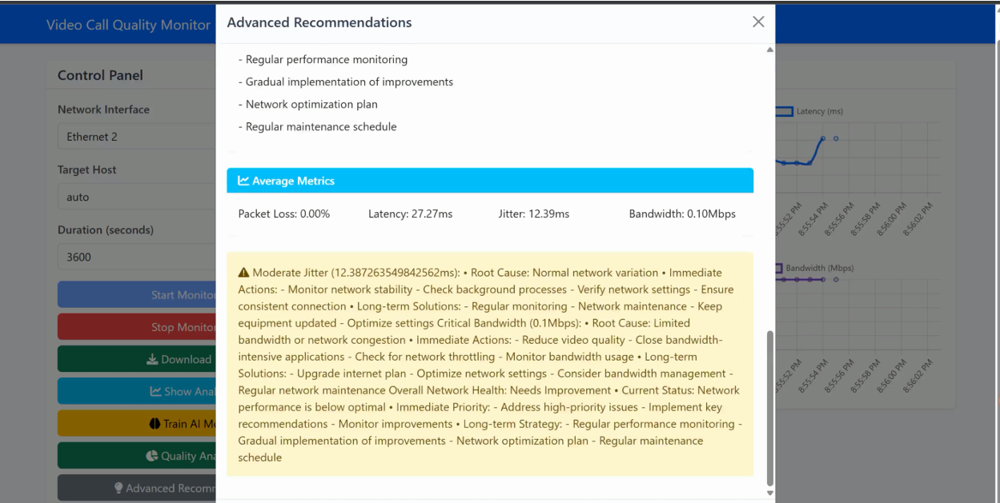 Video Call Quality Monitor
Advanced Recommendations
Control Panel
Network Interface
Ethernet 2
Target Host
auto
Duration (seconds)
3600
Start Monitor
Stop Monitor
Download
Show Anal
Train AI Mo
Quality Ana
Advanced Recomm
- Regular performance monitoring
- Gradual implementation of improvements
- Network optimization plan
- Regular maintenance schedule
Average Metrics
Packet Loss: 0.00% Latency: 27.27ms Jitter: 12.39ms Bandwidth: 0.10Mbps
Moderate Jitter (12.387263549842562ms): • Root Cause: Normal network variation • Immediate
Actions: - Monitor network stability - Check background processes - Verify network settings - Ensure
consistent connection • Long-term Solutions: - Regular monitoring - Network maintenance - Keep
equipment updated - Optimize settings Critical Bandwidth (0.1Mbps): • Root Cause: Limited
bandwidth or network congestion • Immediate Actions: - Reduce video quality - Close bandwidth-
intensive applications - Check for network throttling - Monitor bandwidth usage • Long-term
Solutions: - Upgrade internet plan - Optimize network settings - Consider bandwidth management -
Regular network maintenance Overall Network Health: Needs Improvement • Current Status: Network
performance is below optimal • Immediate Priority: - Address high-priority issues - Implement key
recommendations - Monitor improvements • Long-term Strategy: - Regular performance monitoring -
Gradual implementation of improvements - Network optimization plan - Regular maintenance
schedule
Latency (ms)
:55:52 PM
8:55:54 PM
8:55:56 PM
8:55:58 PM
8:56:00 PM
8:56:02 PM
Bandwidth (Mbps)
:55:52 PM
8:55:54 PM
8:55:56 PM
8:55:58 PM
8:56:00 PM
8:56:02 PM